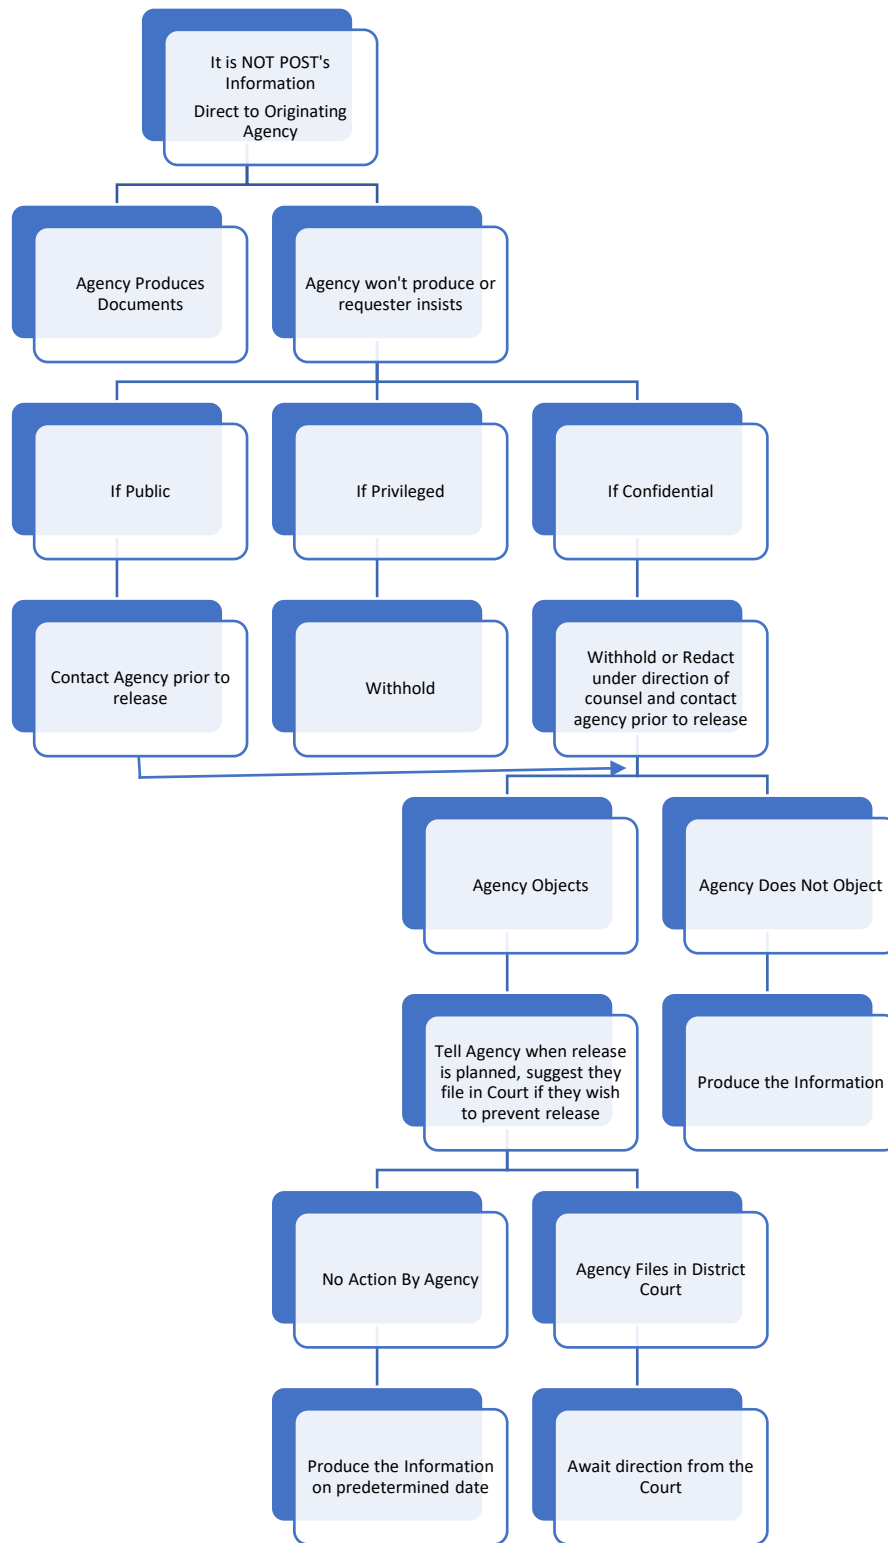 It is NOT POST's
Information
Direct to Originating
Agency
Agency Produces
Documents
Agency won't produce or
requester insists
If Public
If Privileged
If Confidential
Contact Agency prior to
release
Withhold
Withhold or Redact
under direction of
counsel and contact
agency prior to release
Agency Objects
Agency Does Not Object
Tell Agency when release
is planned, suggest they
file in Court if they wish
to prevent release
Produce the Information
No Action By Agency
Agency Files in District
Court
Produce the Information
on predetermined date
Await direction from the
Court